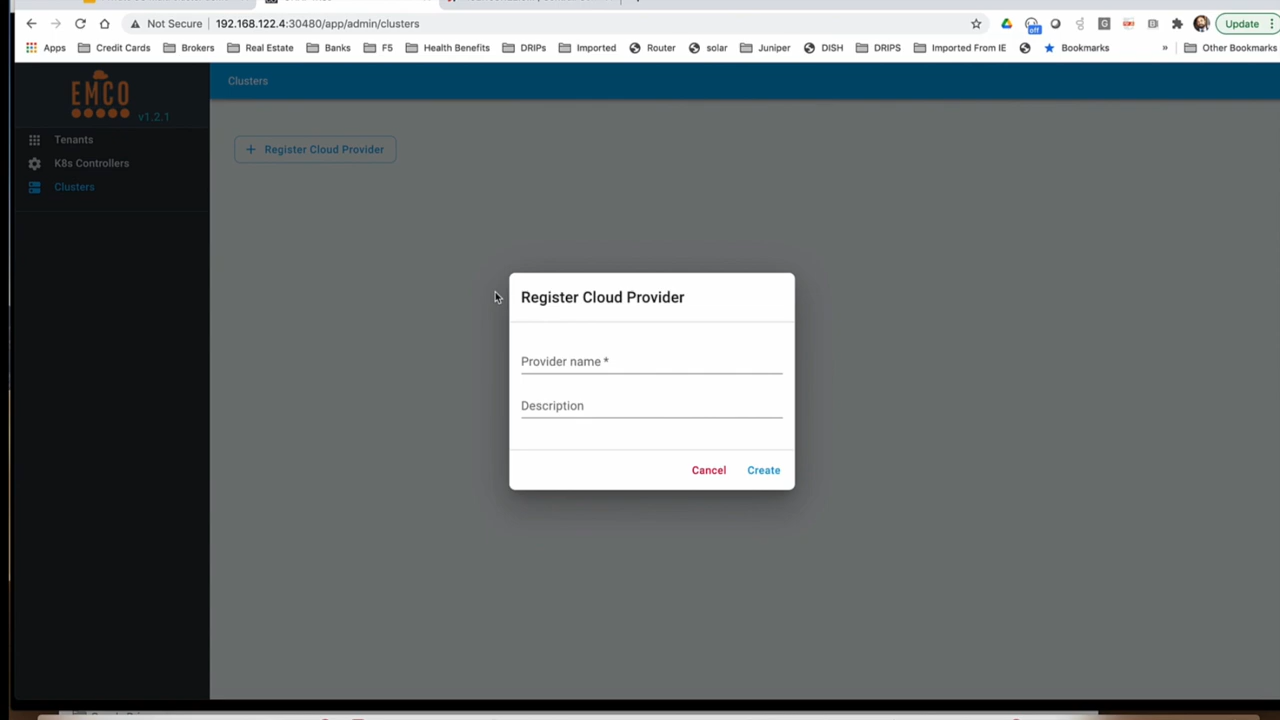 Not Secure
192.168.122.4:30480/app/admin/clusters
off
Update
Apps
Credit Cards
Brokers
Real Estate
Banks
F5
Health Benefits
DRIPs
Imported
Router
solar
Juniper
DISH
DRIPS
Imported From IE
Bookmarks
»
Other Bookmarks
EMCO
v1.2.1
Clusters
Tenants
K8s Controllers
Clusters
+ Register Cloud Provider
Register Cloud Provider
Provider name *
Description
Cancel
Create